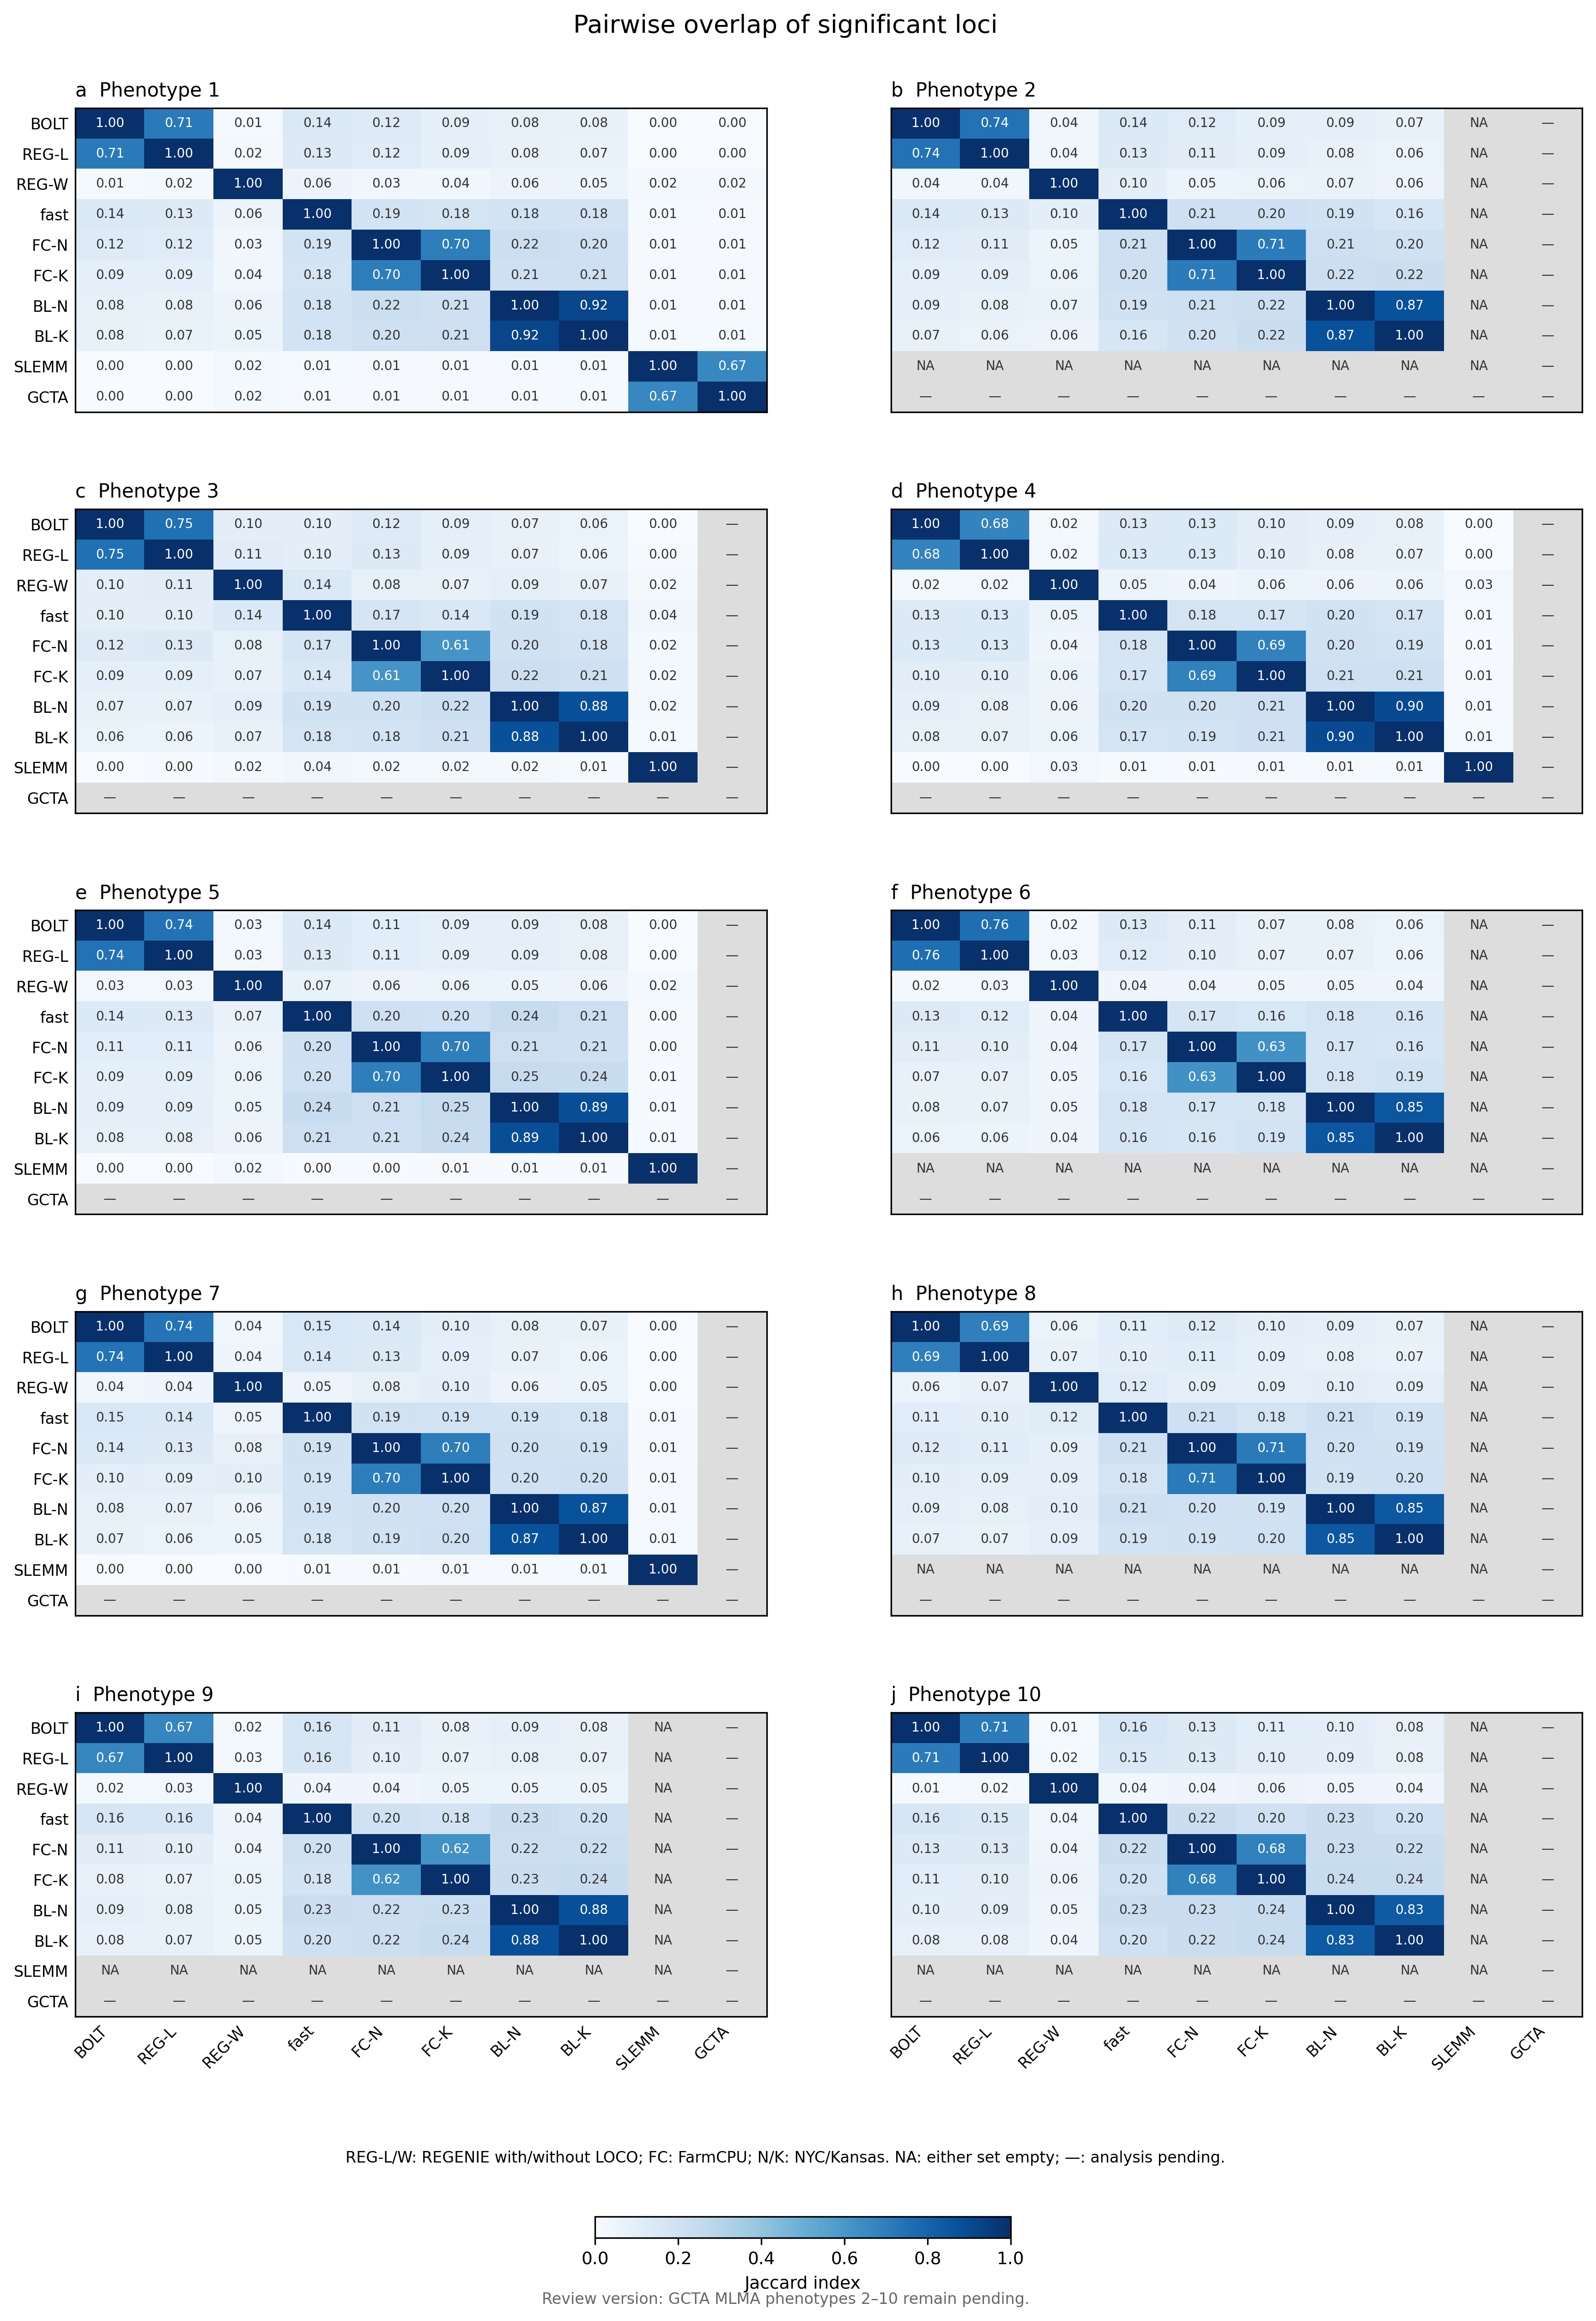 Pairwise overlap of significant loci
a Phenotype 1
BOLT 1.00 0.71 0.01 0.14 0.12 0.09 0.08 0.08 0.00 0.00
REG-L 0.71 1.00 0.02 0.13 0.12 0.09 0.08 0.07 0.00 0.00
REG-W 0.01 0.02 1.00 0.06 0.03 0.04 0.06 0.05 0.02 0.02
fast 0.14 0.13 0.06 1.00 0.19 0.18 0.18 0.18 0.01 0.01
FC-N 0.12 0.12 0.03 0.19 1.00 0.70 0.22 0.20 0.01 0.01
FC-K 0.09 0.09 0.04 0.18 0.70 1.00 0.21 0.21 0.01 0.01
BL-N 0.08 0.08 0.06 0.18 0.22 0.21 1.00 0.92 0.01 0.01
BL-K 0.08 0.07 0.05 0.18 0.20 0.21 0.92 1.00 0.01 0.01
SLEMM 0.00 0.00 0.02 0.01 0.01 0.01 0.01 0.01 1.00 0.67
GCTA 0.00 0.00 0.02 0.01 0.01 0.01 0.01 0.01 0.67 1.00
b Phenotype 2
1.00 0.74 0.04 0.14 0.12 0.09 0.09 0.07 NA —
0.74 1.00 0.04 0.13 0.11 0.09 0.08 0.06 NA —
0.04 0.04 1.00 0.10 0.05 0.06 0.07 0.06 NA —
0.14 0.13 0.10 1.00 0.21 0.20 0.19 0.16 NA —
0.12 0.11 0.05 0.21 1.00 0.71 0.21 0.20 NA —
0.09 0.09 0.06 0.20 0.71 1.00 0.22 0.22 NA —
0.09 0.08 0.07 0.19 0.21 0.22 1.00 0.87 NA —
0.07 0.06 0.06 0.16 0.20 0.22 0.87 1.00 NA —
NA NA NA NA NA NA NA NA NA —
— — — — — — — — — —
c Phenotype 3
BOLT 1.00 0.75 0.10 0.10 0.12 0.09 0.07 0.06 0.00 —
REG-L 0.75 1.00 0.11 0.10 0.13 0.09 0.07 0.06 0.00 —
REG-W 0.10 0.11 1.00 0.14 0.08 0.07 0.09 0.07 0.02 —
fast 0.10 0.10 0.14 1.00 0.17 0.14 0.19 0.18 0.04 —
FC-N 0.12 0.13 0.08 0.17 1.00 0.61 0.20 0.18 0.02 —
FC-K 0.09 0.09 0.07 0.14 0.61 1.00 0.22 0.21 0.02 —
BL-N 0.07 0.07 0.09 0.19 0.20 0.22 1.00 0.88 0.02 —
BL-K 0.06 0.06 0.07 0.18 0.18 0.21 0.88 1.00 0.01 —
SLEMM 0.00 0.00 0.02 0.04 0.02 0.02 0.02 0.01 1.00 —
GCTA — — — — — — — — — —
d Phenotype 4
1.00 0.68 0.02 0.13 0.13 0.10 0.09 0.08 0.00 —
0.68 1.00 0.02 0.13 0.13 0.10 0.08 0.07 0.00 —
0.02 0.02 1.00 0.05 0.04 0.06 0.06 0.06 0.03 —
0.13 0.13 0.05 1.00 0.18 0.17 0.20 0.17 0.01 —
0.13 0.13 0.04 0.18 1.00 0.69 0.20 0.19 0.01 —
0.10 0.10 0.06 0.17 0.69 1.00 0.21 0.21 0.01 —
0.09 0.08 0.06 0.20 0.20 0.21 1.00 0.90 0.01 —
0.08 0.07 0.06 0.17 0.19 0.21 0.90 1.00 0.01 —
0.00 0.00 0.03 0.01 0.01 0.01 0.01 0.01 1.00 —
— — — — — — — — — —
e Phenotype 5
BOLT 1.00 0.74 0.03 0.14 0.11 0.09 0.09 0.08 0.00 —
REG-L 0.74 1.00 0.03 0.13 0.11 0.09 0.09 0.08 0.00 —
REG-W 0.03 0.03 1.00 0.07 0.06 0.06 0.05 0.06 0.02 —
fast 0.14 0.13 0.07 1.00 0.20 0.20 0.24 0.21 0.00 —
FC-N 0.11 0.11 0.06 0.20 1.00 0.70 0.21 0.21 0.00 —
FC-K 0.09 0.09 0.06 0.20 0.70 1.00 0.25 0.24 0.01 —
BL-N 0.09 0.09 0.05 0.24 0.21 0.25 1.00 0.89 0.01 —
BL-K 0.08 0.08 0.06 0.21 0.21 0.24 0.89 1.00 0.01 —
SLEMM 0.00 0.00 0.02 0.00 0.00 0.01 0.01 0.01 1.00 —
GCTA — — — — — — — — — —
f Phenotype 6
1.00 0.76 0.02 0.13 0.11 0.07 0.08 0.06 NA —
0.76 1.00 0.03 0.12 0.10 0.07 0.07 0.06 NA —
0.02 0.03 1.00 0.04 0.04 0.05 0.05 0.04 NA —
0.13 0.12 0.04 1.00 0.17 0.16 0.18 0.16 NA —
0.11 0.10 0.04 0.17 1.00 0.63 0.17 0.16 NA —
0.07 0.07 0.05 0.16 0.63 1.00 0.18 0.19 NA —
0.08 0.07 0.05 0.18 0.17 0.18 1.00 0.85 NA —
0.06 0.06 0.04 0.16 0.16 0.19 0.85 1.00 NA —
NA NA NA NA NA NA NA NA NA —
— — — — — — — — — —
g Phenotype 7
BOLT 1.00 0.74 0.04 0.15 0.14 0.10 0.08 0.07 0.00 —
REG-L 0.74 1.00 0.04 0.14 0.13 0.09 0.07 0.06 0.00 —
REG-W 0.04 0.04 1.00 0.05 0.08 0.10 0.06 0.05 0.00 —
fast 0.15 0.14 0.05 1.00 0.19 0.19 0.19 0.18 0.01 —
FC-N 0.14 0.13 0.08 0.19 1.00 0.70 0.20 0.19 0.01 —
FC-K 0.10 0.09 0.10 0.19 0.70 1.00 0.20 0.20 0.01 —
BL-N 0.08 0.07 0.06 0.19 0.20 0.20 1.00 0.87 0.01 —
BL-K 0.07 0.06 0.05 0.18 0.19 0.20 0.87 1.00 0.01 —
SLEMM 0.00 0.00 0.00 0.01 0.01 0.01 0.01 0.01 1.00 —
GCTA — — — — — — — — — —
h Phenotype 8
1.00 0.69 0.06 0.11 0.12 0.10 0.09 0.07 NA —
0.69 1.00 0.07 0.10 0.11 0.09 0.08 0.07 NA —
0.06 0.07 1.00 0.12 0.09 0.09 0.10 0.09 NA —
0.11 0.10 0.12 1.00 0.21 0.18 0.21 0.19 NA —
0.12 0.11 0.09 0.21 1.00 0.71 0.20 0.19 NA —
0.10 0.09 0.09 0.18 0.71 1.00 0.19 0.20 NA —
0.09 0.08 0.10 0.21 0.20 0.19 1.00 0.85 NA —
0.07 0.07 0.09 0.19 0.19 0.20 0.85 1.00 NA —
NA NA NA NA NA NA NA NA NA —
— — — — — — — — — —
i Phenotype 9
BOLT 1.00 0.67 0.02 0.16 0.11 0.08 0.09 0.08 NA —
REG-L 0.67 1.00 0.03 0.16 0.10 0.07 0.08 0.07 NA —
REG-W 0.02 0.03 1.00 0.04 0.04 0.05 0.05 0.05 NA —
fast 0.16 0.16 0.04 1.00 0.20 0.18 0.23 0.20 NA —
FC-N 0.11 0.10 0.04 0.20 1.00 0.62 0.22 0.22 NA —
FC-K 0.08 0.07 0.05 0.18 0.62 1.00 0.23 0.24 NA —
BL-N 0.09 0.08 0.05 0.23 0.22 0.23 1.00 0.88 NA —
BL-K 0.08 0.07 0.05 0.20 0.22 0.24 0.88 1.00 NA —
SLEMM NA NA NA NA NA NA NA NA NA —
GCTA — — — — — — — — — —
BOLT REG-L REG-W fast FC-N FC-K BL-N BL-K SLEMM GCTA
j Phenotype 10
1.00 0.71 0.01 0.16 0.13 0.11 0.10 0.08 NA —
0.71 1.00 0.02 0.15 0.13 0.10 0.09 0.08 NA —
0.01 0.02 1.00 0.04 0.04 0.06 0.05 0.04 NA —
0.16 0.15 0.04 1.00 0.22 0.20 0.23 0.20 NA —
0.13 0.13 0.04 0.22 1.00 0.68 0.23 0.22 NA —
0.11 0.10 0.06 0.20 0.68 1.00 0.24 0.24 NA —
0.10 0.09 0.05 0.23 0.23 0.24 1.00 0.83 NA —
0.08 0.08 0.04 0.20 0.22 0.24 0.83 1.00 NA —
NA NA NA NA NA NA NA NA NA —
— — — — — — — — — —
BOLT REG-L REG-W fast FC-N FC-K BL-N BL-K SLEMM GCTA
REG-L/W: REGENIE with/without LOCO; FC: FarmCPU; N/K: NYC/Kansas. NA: either set empty; —: analysis pending.
0.0 0.2 0.4 0.6 0.8 1.0
Jaccard index
Review version: GCTA MLMA phenotypes 2–10 remain pending.